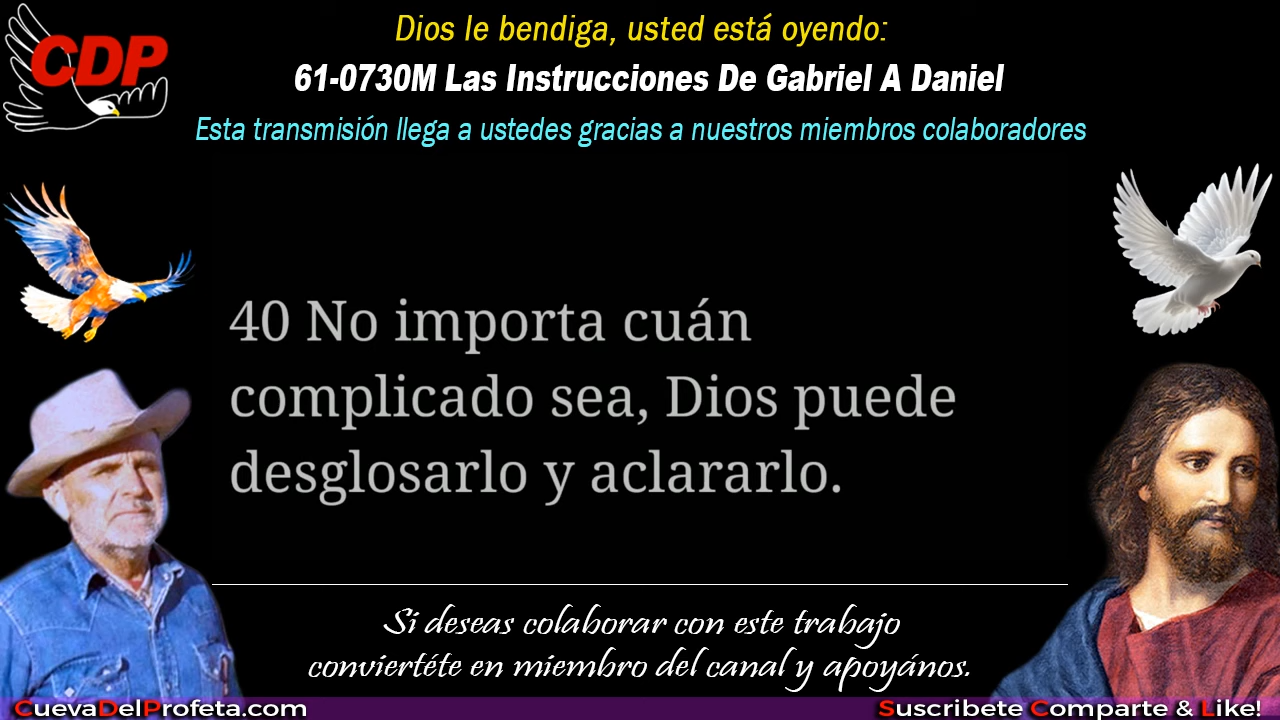 CDP
Dios le bendiga, usted está oyendo:
61-0730M Las Instrucciones De Gabriel A Daniel
Esta transmisión llega a ustedes gracias a nuestros miembros colaboradores
40 No importa cuán
complicado sea, Dios puede
desglosarlo y aclararlo.
Si deseas colaborar con este trabajo
conviertéte en miembro del canal y apoyános.
CuevaDelProfeta.com
Suscribete Comparte & Like!